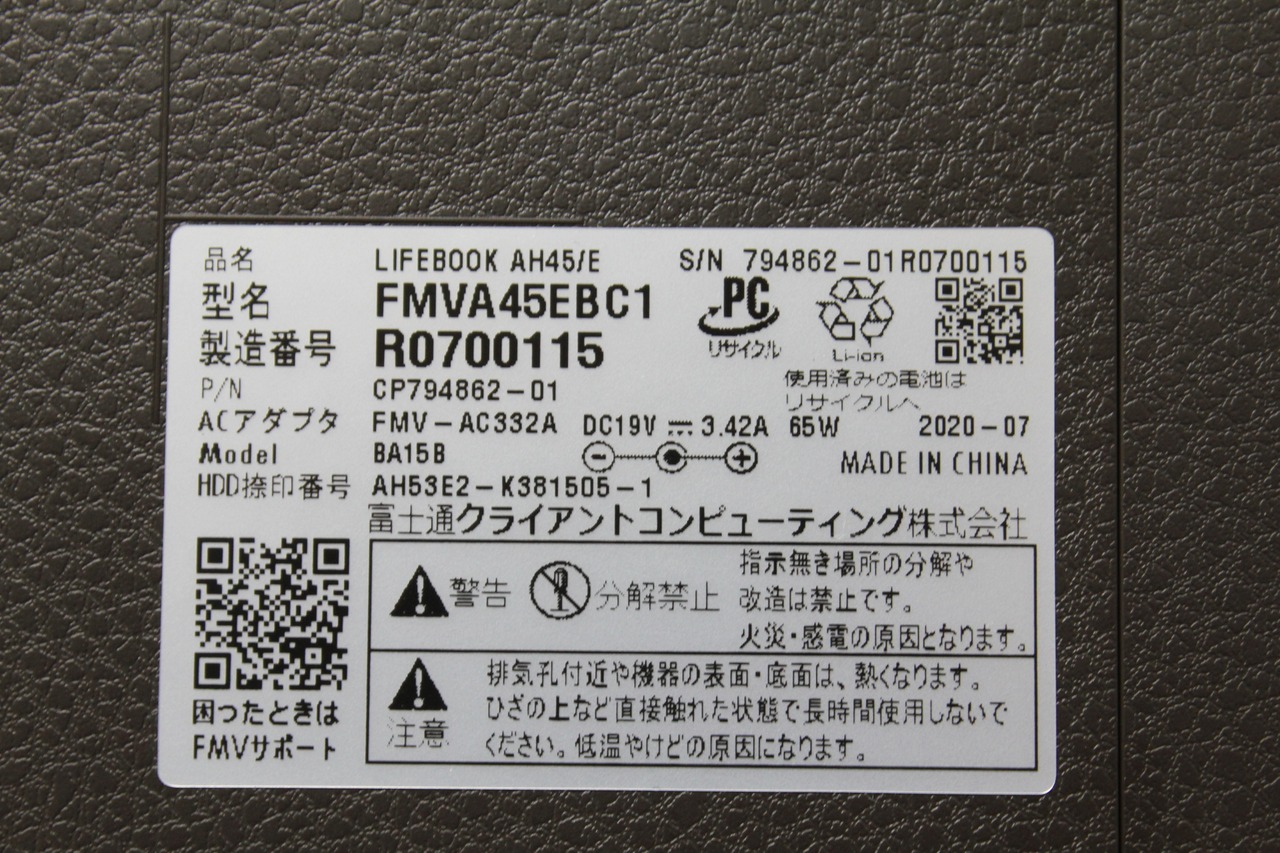 品名 LIFEBOOK AH45/E S/N 794862-01R0700115
型名 FMVA45EBC1
製造番号 R0700115
PC
リサイクル
Li-ion
P/N CP794862-01
使用済みの電池は
リサイクルへ
ACアダプタ FMV-AC332A DC19V ⎓ 3.42A 65W 2020-07
Model BA15B
MADE IN CHINA
HDD捺印番号 AH53E2-K381505-1
富士通クライアントコンピューティング株式会社
警告 分解禁止
指示無き場所の分解や
改造は禁止です。
火災・感電の原因となります。
注意
排気孔付近や機器の表面・底面は、熱くなります。
ひざの上など直接触れた状態で長時間使用しないで
ください。低温やけどの原因になります。
困ったときは
FMVサポート